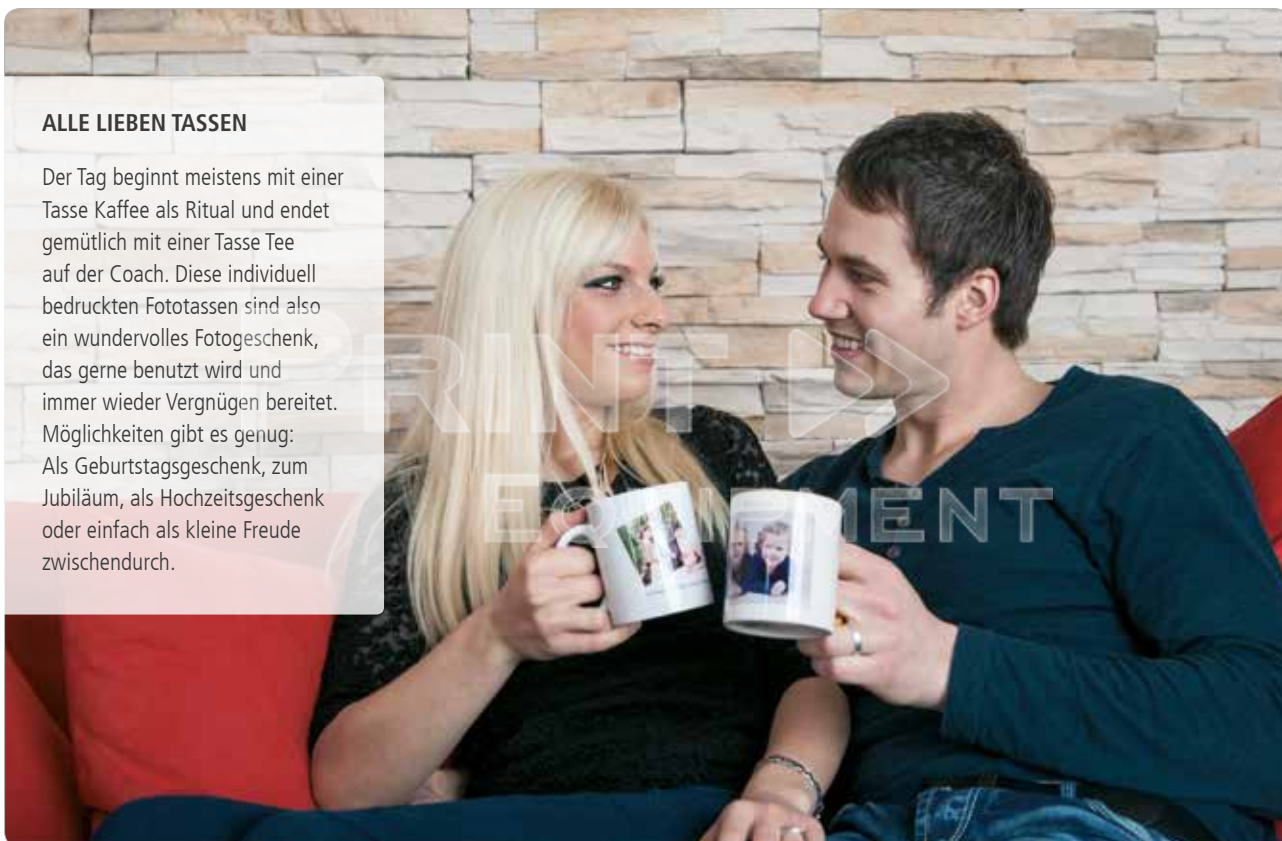 ALLE LIEBEN TASSEN
Der Tag beginnt meistens mit einer
Tasse Kaffee als Ritual und endet
gemütlich mit einer Tasse Tee
auf der Coach. Diese individuell
bedruckten Fototassen sind also
ein wundervolles Fotogeschenk,
das gerne benutzt wird und
immer wieder Vergnügen bereitet.
Möglichkeiten gibt es genug:
Als Geburtstagsgeschenk, zum
Jubiläum, als Hochzeitsgeschenk
oder einfach als kleine Freude
zwischendurch.
PRINT
EQUIPMENT